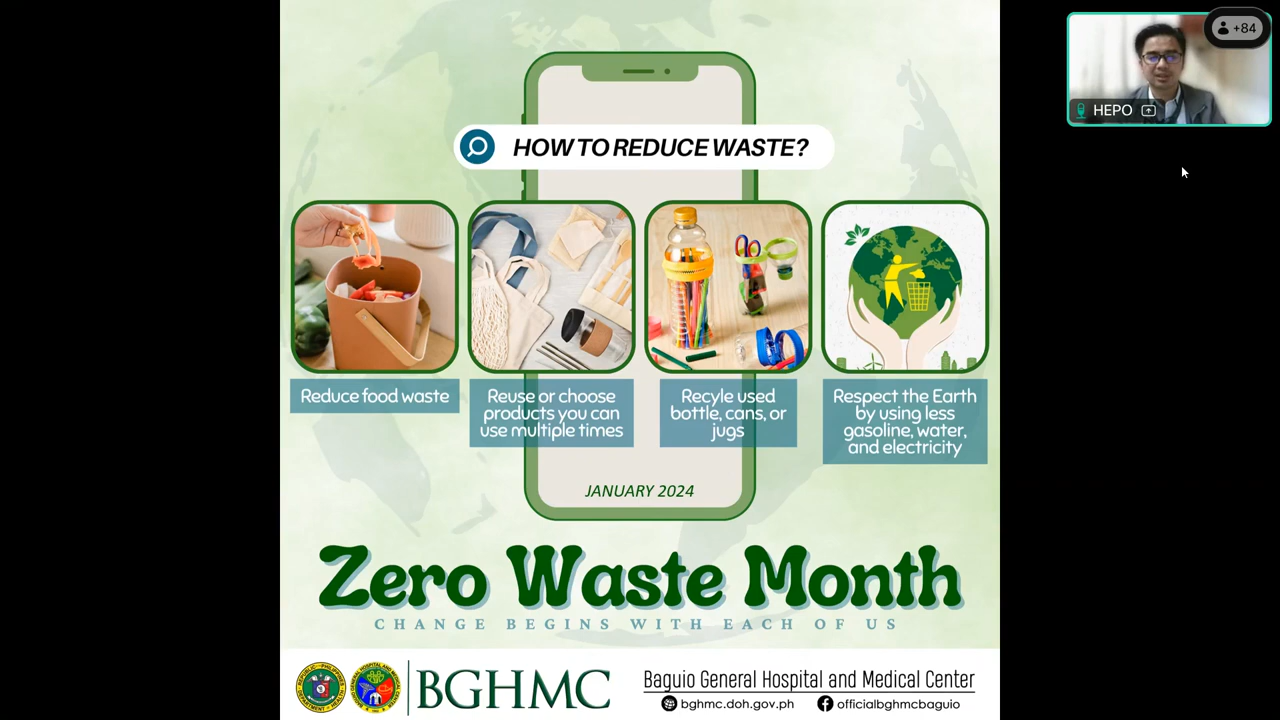 +84
HEPO
HOW TO REDUCE WASTE?
Reduce food waste
Reuse or choose
products you can
use multiple times
Recyle used
bottle, cans, or
jugs
Respect the Earth
by using less
gasoline, water,
and electricity
JANUARY 2024
Zero Waste Month
CHANGE BEGINS WITH EACH OF US
BGHMC
Baguio General Hospital and Medical Center
bghmc.doh.gov.ph
officialbghmcbaguio